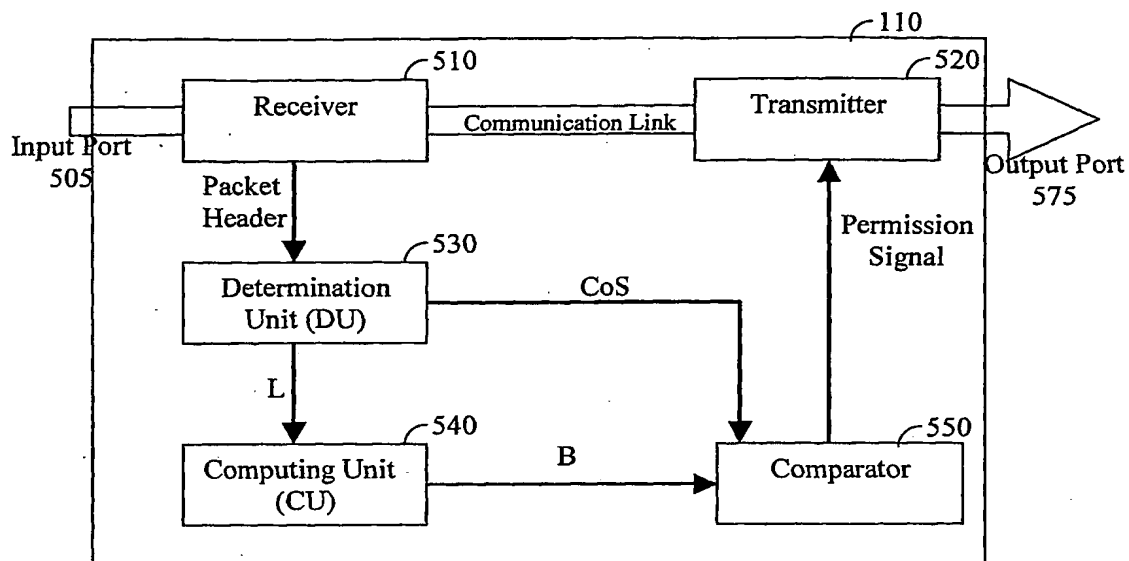 110
510
520
Receiver
Transmitter
Communication Link
Input Port
505
Output Port
575
Packet
Header
Permission
Signal
530
Determination
Unit (DU)
CoS
L
540
550
Computing Unit
(CU)
B
Comparator